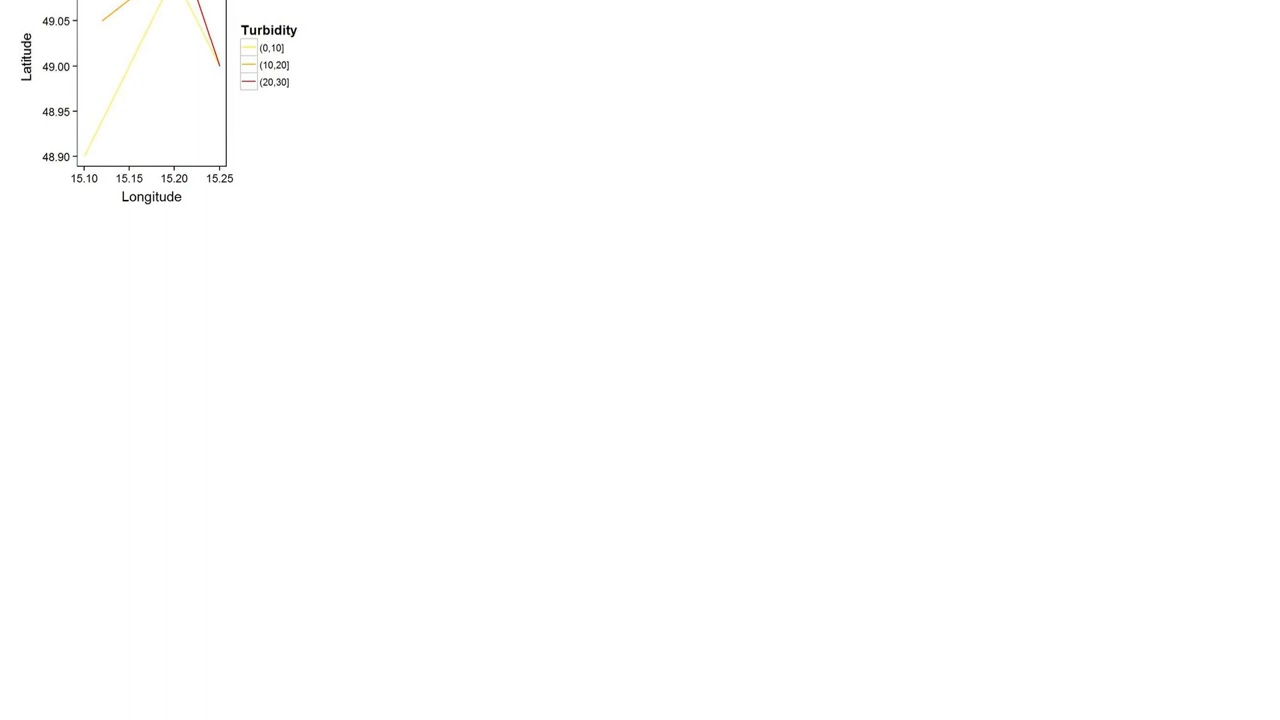 49.05
49.00
48.95
48.90
Latitude
15.10 15.15 15.20 15.25
Longitude
Turbidity
(0,10]
(10,20]
(20,30]